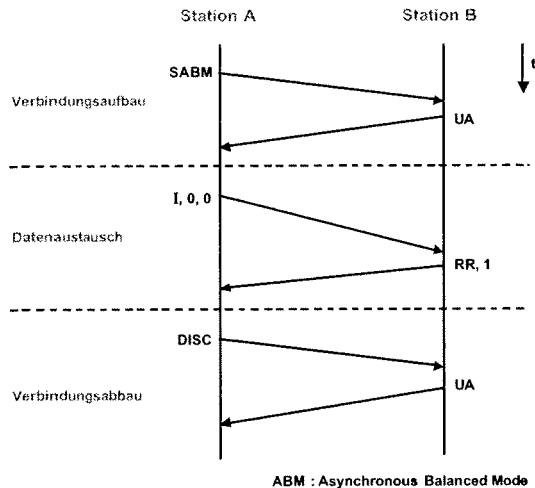 Station A
Station B
SABM
t
Verbindungsaufbau
UA
I, 0, 0
Datenaustausch
RR, 1
DISC
UA
Verbindungsabbau
ABM : Asynchronous Balanced Mode